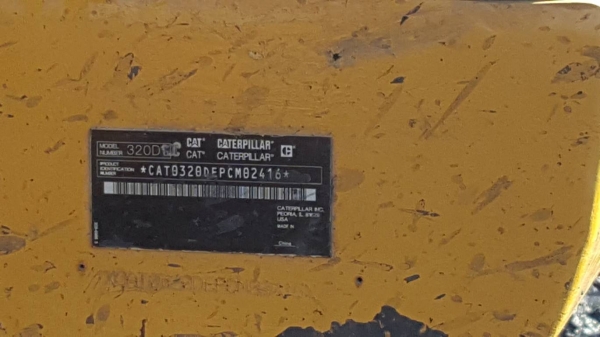 MODEL NUMBER 320D CAT® CATERPILLAR®
CAT® CATERPILLAR®
PRODUCT IDENTIFICATION NUMBER *CAT0320DEPCM02416*
CATERPILLAR INC.
PEORIA, IL
USA
MADE IN
China